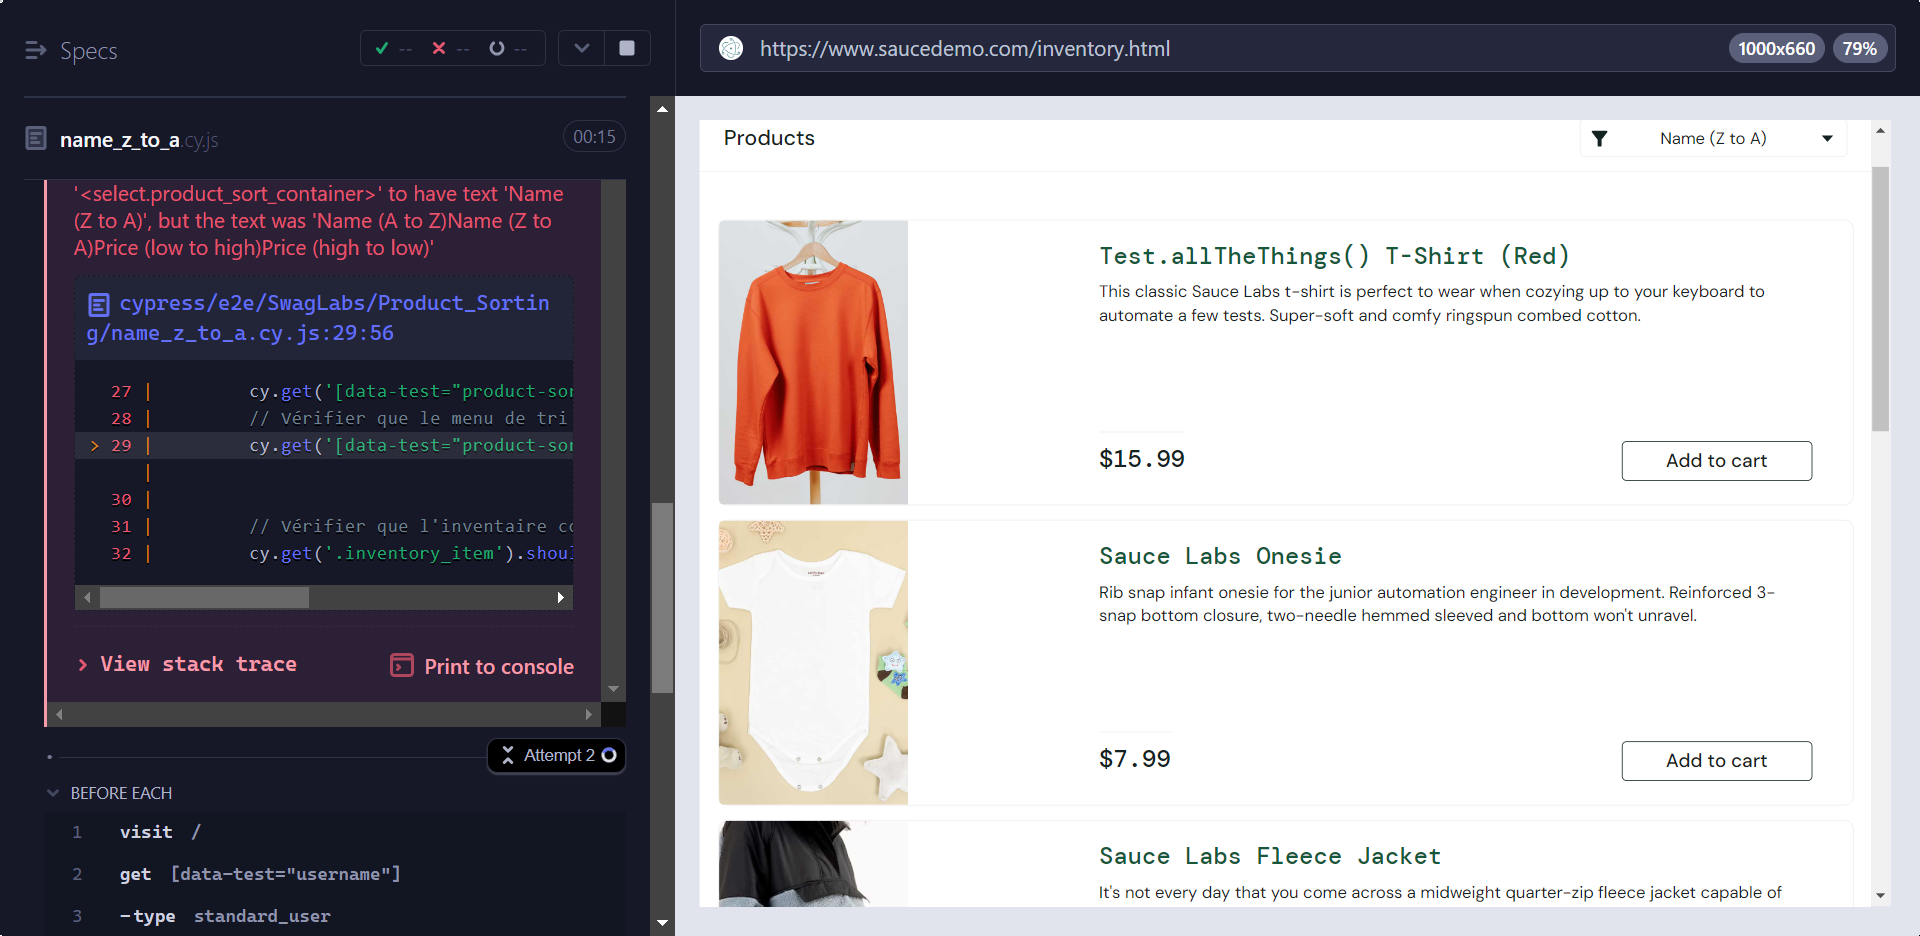 Specs
-- -- --
https://www.saucedemo.com/inventory.html
1000x660
79%
name_z_to_a.cy.js
00:15
'<select.product_sort_container>' to have text 'Name
(Z to A)', but the text was 'Name (A to Z)Name (Z to
A)Price (low to high)Price (high to low)'
cypress/e2e/SwagLabs/Product_Sortin
g/name_z_to_a.cy.js:29:56
27 | cy.get('[data-test="product-sor
28 | // Vérifier que le menu de tri
> 29 | cy.get('[data-test="product-sor
|
30 |
31 | // Vérifier que l'inventaire co
32 | cy.get('.inventory_item').shoul
View stack trace
Print to console
Attempt 2
BEFORE EACH
1 visit /
2 get [data-test="username"]
3 -type standard_user
Products
Name (Z to A)
Test.allTheThings() T-Shirt (Red)
This classic Sauce Labs t-shirt is perfect to wear when cozying up to your keyboard to
automate a few tests. Super-soft and comfy ringspun combed cotton.
$15.99
Add to cart
Sauce Labs Onesie
Rib snap infant onesie for the junior automation engineer in development. Reinforced 3-
snap bottom closure, two-needle hemmed sleeved and bottom won't unravel.
$7.99
Add to cart
Sauce Labs Fleece Jacket
It's not every day that you come across a midweight quarter-zip fleece jacket capable of